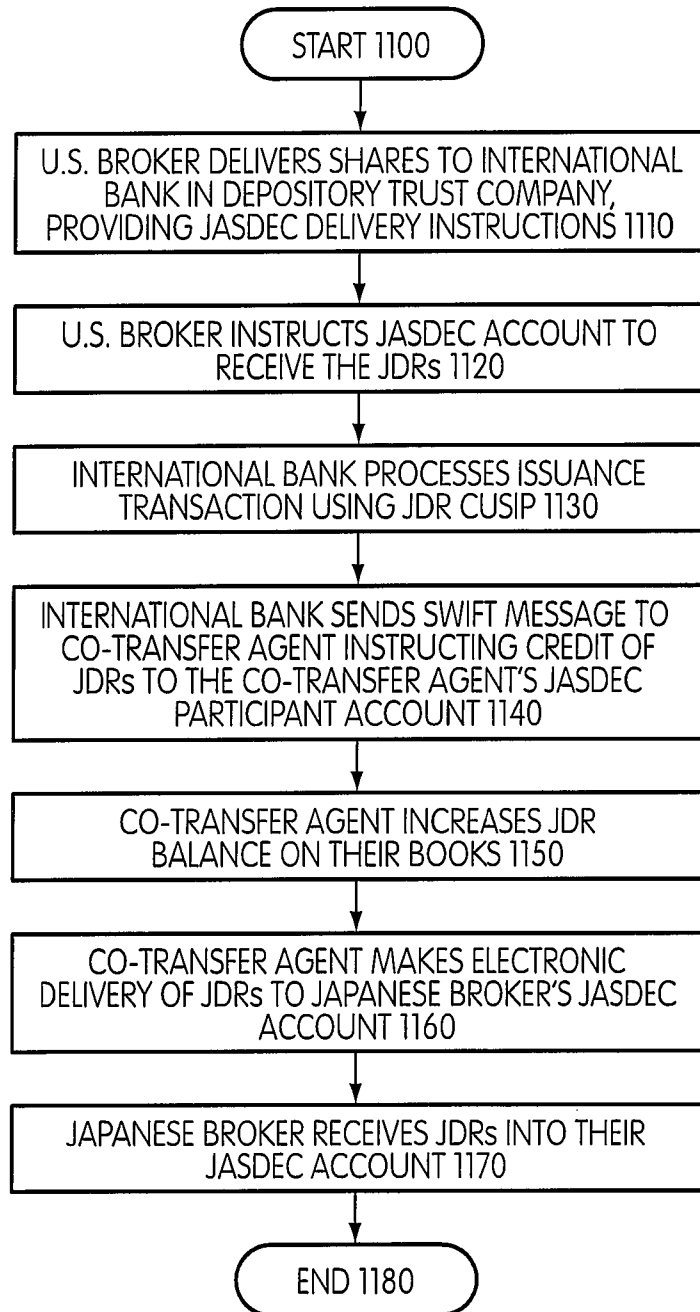 START 1100
U.S. BROKER DELIVERS SHARES TO INTERNATIONAL
BANK IN DEPOSITORY TRUST COMPANY,
PROVIDING JASDEC DELIVERY INSTRUCTIONS 1110
U.S. BROKER INSTRUCTS JASDEC ACCOUNT TO
RECEIVE THE JDRs 1120
INTERNATIONAL BANK PROCESSES ISSUANCE
TRANSACTION USING JDR CUSIP 1130
INTERNATIONAL BANK SENDS SWIFT MESSAGE TO
CO-TRANSFER AGENT INSTRUCTING CREDIT OF
JDRs TO THE CO-TRANSFER AGENT'S JASDEC
PARTICIPANT ACCOUNT 1140
CO-TRANSFER AGENT INCREASES JDR
BALANCE ON THEIR BOOKS 1150
CO-TRANSFER AGENT MAKES ELECTRONIC
DELIVERY OF JDRs TO JAPANESE BROKER'S JASDEC
ACCOUNT 1160
JAPANESE BROKER RECEIVES JDRs INTO THEIR
JASDEC ACCOUNT 1170
END 1180